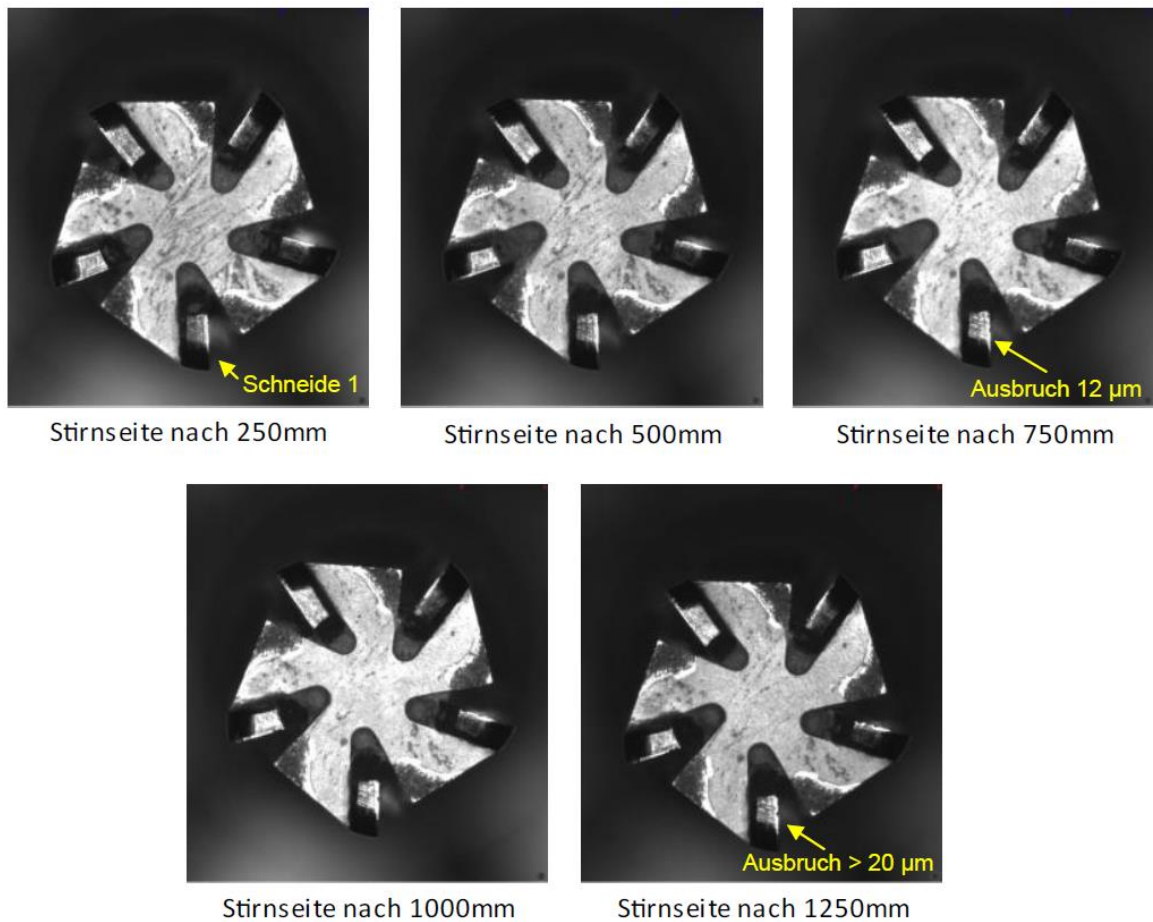 Schneide 1
Ausbruch 12 µm
Stirnseite nach 250mm
Stirnseite nach 500mm
Stirnseite nach 750mm
Ausbruch > 20 µm
Stirnseite nach 1000mm
Stirnseite nach 1250mm